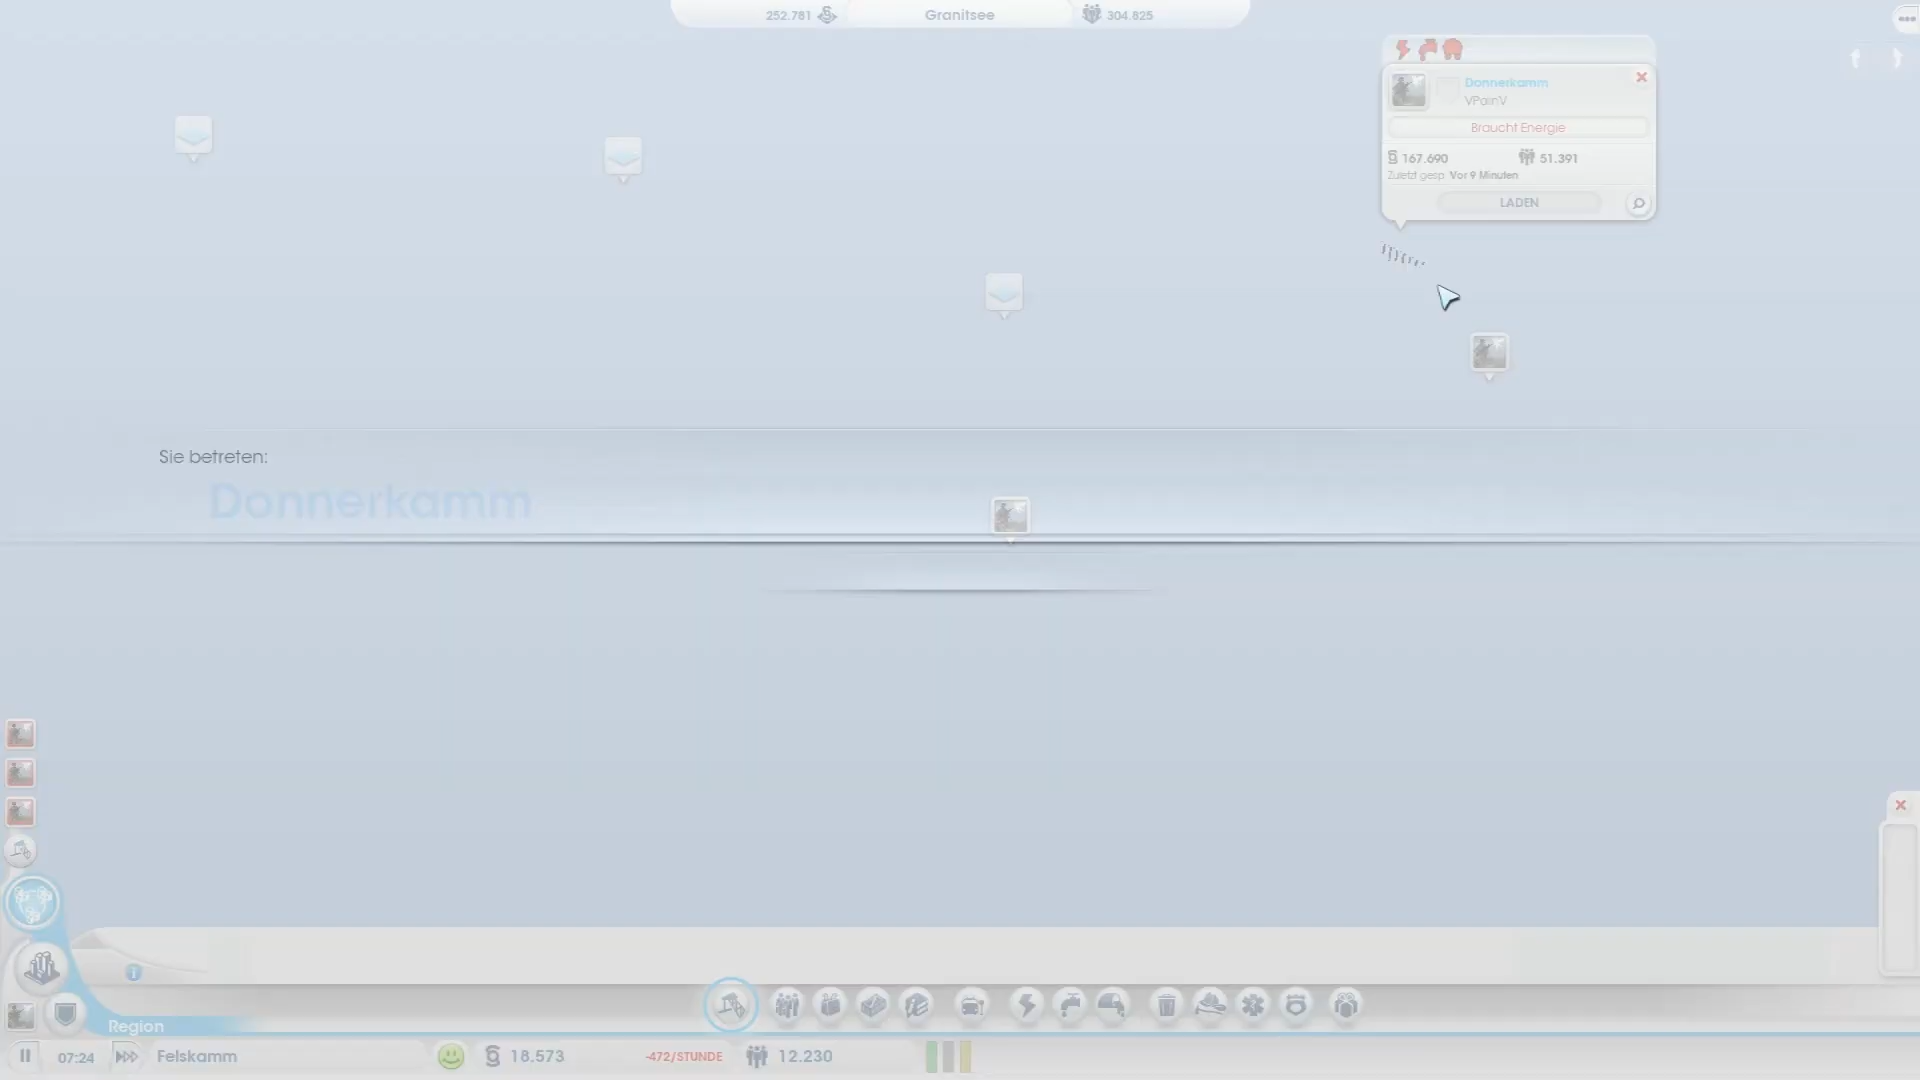 252.781
Granitsee
304.825
Donnerkamm
VPainV
Braucht Energie
167.690
51.391
Zuletzt gesp. Vor 9 Minuten
LADEN
Sie betreten:
Donnerkamm
Region
07:24
Felskamm
18.573
-472/STUNDE
12.230